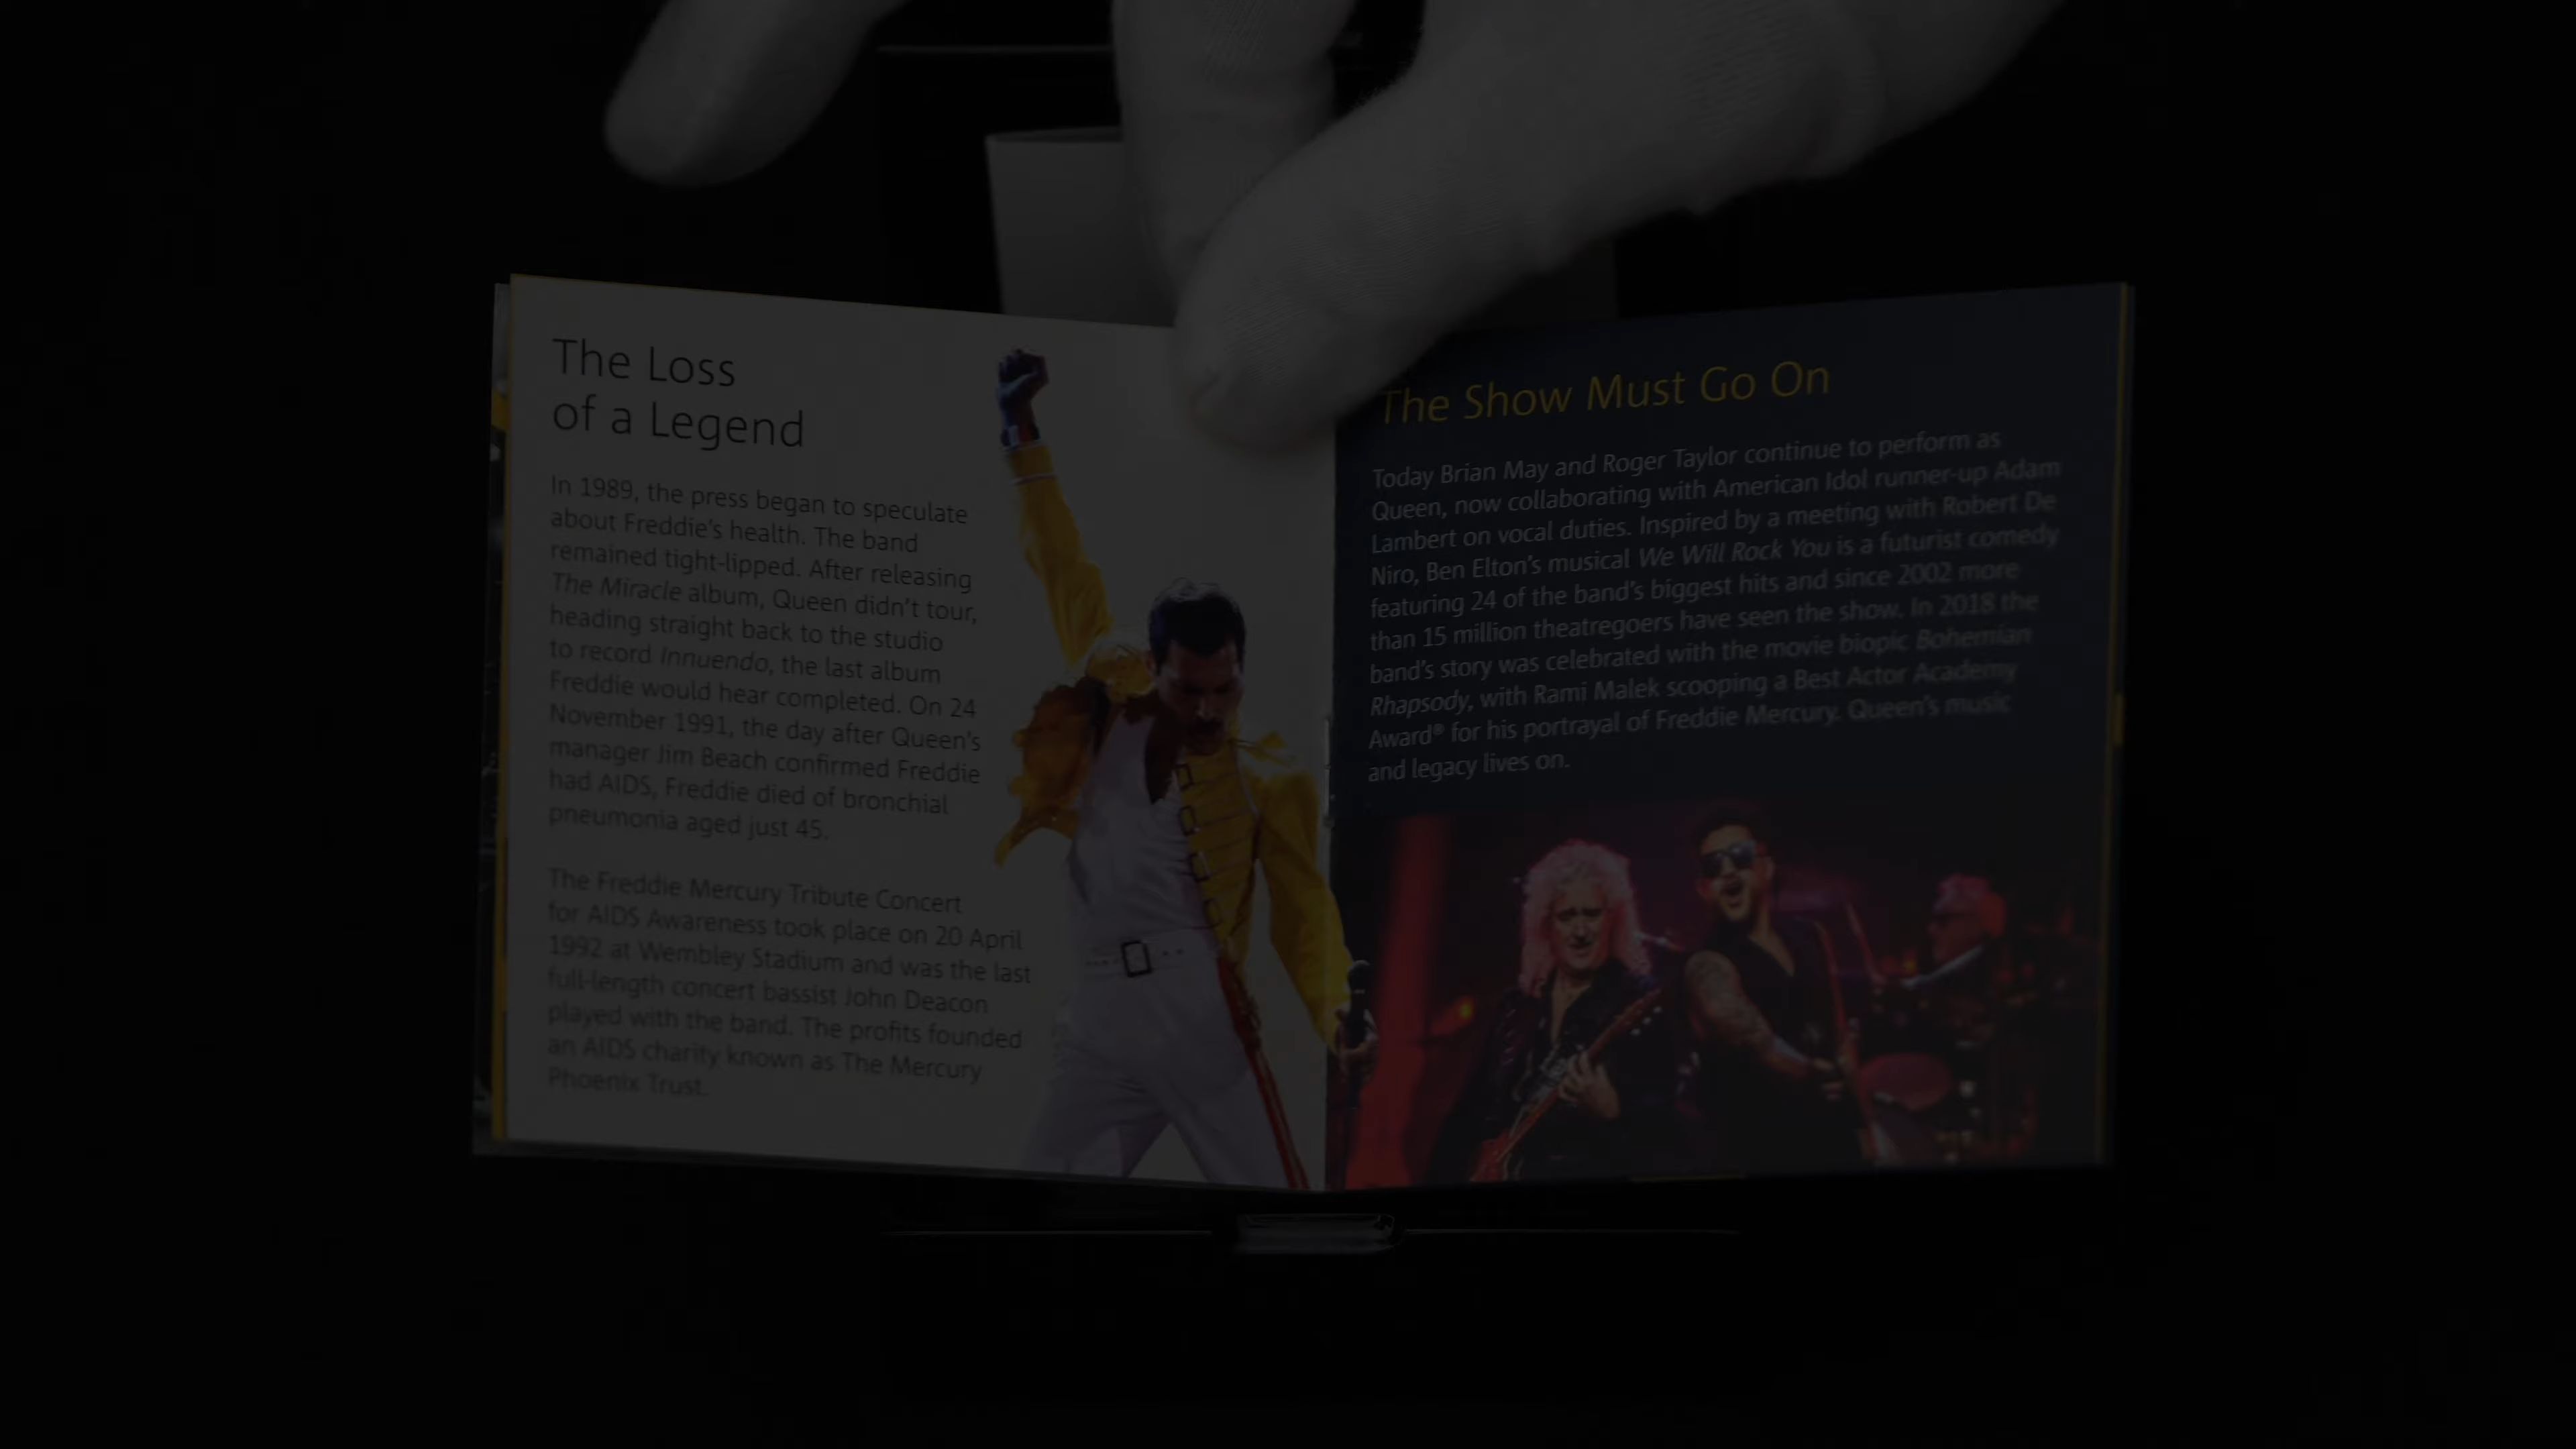 The Loss
of a Legend
In 1989, the press began to speculate
about Freddie's health. The band
remained tight-lipped. After releasing
The Miracle album, Queen didn't tour,
heading straight back to the studio
to record Innuendo, the last album
Freddie would hear completed. On 24
November 1991, the day after Queen's
manager Jim Beach confirmed Freddie
had AIDS, Freddie died of bronchial
pneumonia aged just 45.
The Freddie Mercury Tribute Concert
for AIDS Awareness took place on 20 April
1992 at Wembley Stadium and was the last
full-length concert bassist John Deacon
played with the band. The profits founded
an AIDS charity known as The Mercury
Phoenix Trust.
The Show Must Go On
Today Brian May and Roger Taylor continue to perform as
Queen, now collaborating with American Idol runner-up Adam
Lambert on vocal duties. Inspired by a meeting with Robert De
Niro, Ben Elton's musical We Will Rock You is a futurist comedy
featuring 24 of the band's biggest hits and since 2002 more
than 15 million theatregoers have seen the show. In 2018 the
band's story was celebrated with the movie biopic Bohemian
Rhapsody, with Rami Malek scooping a Best Actor Academy
Award® for his portrayal of Freddie Mercury. Queen's music
and legacy lives on.